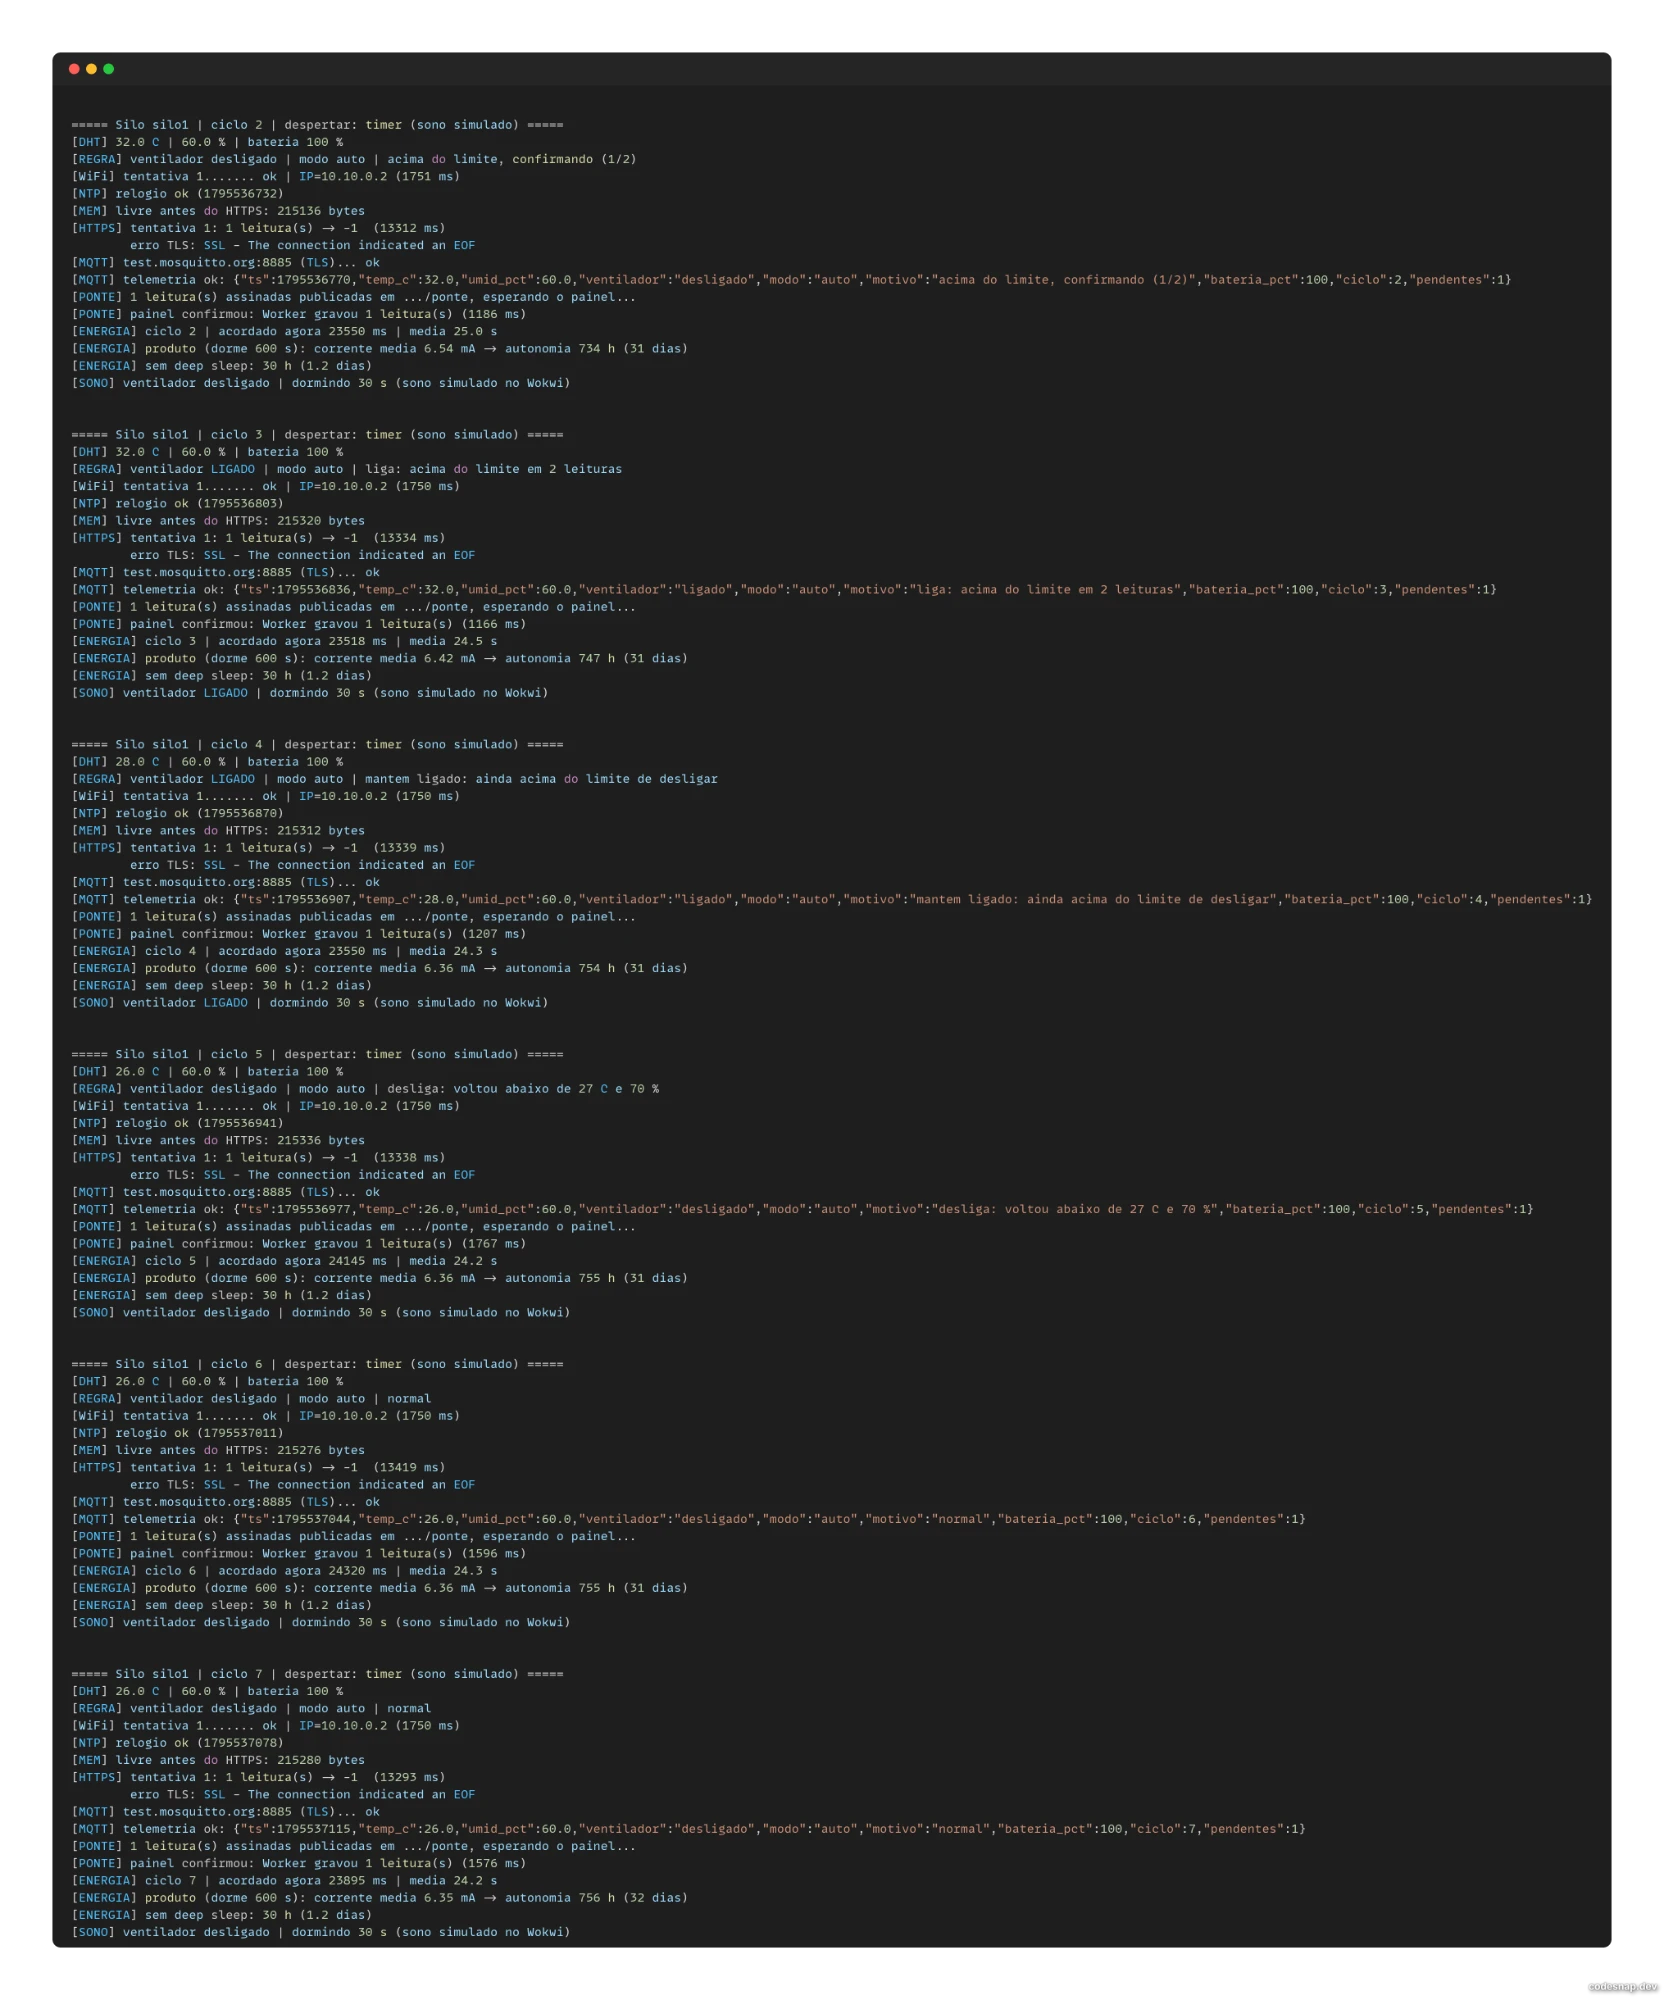 ===== Silo silo1 | ciclo 2 | despertar: timer (sono simulado) =====
[DHT] 32.0 C | 60.0 % | bateria 100 %
[REGRA] ventilador desligado | modo auto | acima do limite, confirmando (1/2)
[WiFi] tentativa 1....... ok | IP=10.10.0.2 (1751 ms)
[NTP] relogio ok (1795536732)
[MEM] livre antes do HTTPS: 215136 bytes
[HTTPS] tentativa 1: 1 leitura(s) -> -1  (13312 ms)
        erro TLS: SSL - The connection indicated an EOF
[MQTT] test.mosquitto.org:8885 (TLS)... ok
[MQTT] telemetria ok: {"ts":1795536770,"temp_c":32.0,"umid_pct":60.0,"ventilador":"desligado","modo":"auto","motivo":"acima do limite, confirmando (1/2)","bateria_pct":100,"ciclo":2,"pendentes":1}
[PONTE] 1 leitura(s) assinadas publicadas em .../ponte, esperando o painel...
[PONTE] painel confirmou: Worker gravou 1 leitura(s) (1186 ms)
[ENERGIA] ciclo 2 | acordado agora 23550 ms | media 25.0 s
[ENERGIA] produto (dorme 600 s): corrente media 6.54 mA -> autonomia 734 h (31 dias)
[ENERGIA] sem deep sleep: 30 h (1.2 dias)
[SONO] ventilador desligado | dormindo 30 s (sono simulado no Wokwi)
===== Silo silo1 | ciclo 3 | despertar: timer (sono simulado) =====
[DHT] 32.0 C | 60.0 % | bateria 100 %
[REGRA] ventilador LIGADO | modo auto | liga: acima do limite em 2 leituras
[WiFi] tentativa 1....... ok | IP=10.10.0.2 (1750 ms)
[NTP] relogio ok (1795536803)
[MEM] livre antes do HTTPS: 215320 bytes
[HTTPS] tentativa 1: 1 leitura(s) -> -1  (13334 ms)
        erro TLS: SSL - The connection indicated an EOF
[MQTT] test.mosquitto.org:8885 (TLS)... ok
[MQTT] telemetria ok: {"ts":1795536836,"temp_c":32.0,"umid_pct":60.0,"ventilador":"ligado","modo":"auto","motivo":"liga: acima do limite em 2 leituras","bateria_pct":100,"ciclo":3,"pendentes":1}
[PONTE] 1 leitura(s) assinadas publicadas em .../ponte, esperando o painel...
[PONTE] painel confirmou: Worker gravou 1 leitura(s) (1166 ms)
[ENERGIA] ciclo 3 | acordado agora 23518 ms | media 24.5 s
[ENERGIA] produto (dorme 600 s): corrente media 6.42 mA -> autonomia 747 h (31 dias)
[ENERGIA] sem deep sleep: 30 h (1.2 dias)
[SONO] ventilador LIGADO | dormindo 30 s (sono simulado no Wokwi)
===== Silo silo1 | ciclo 4 | despertar: timer (sono simulado) =====
[DHT] 28.0 C | 60.0 % | bateria 100 %
[REGRA] ventilador LIGADO | modo auto | mantem ligado: ainda acima do limite de desligar
[WiFi] tentativa 1....... ok | IP=10.10.0.2 (1750 ms)
[NTP] relogio ok (1795536870)
[MEM] livre antes do HTTPS: 215312 bytes
[HTTPS] tentativa 1: 1 leitura(s) -> -1  (13339 ms)
        erro TLS: SSL - The connection indicated an EOF
[MQTT] test.mosquitto.org:8885 (TLS)... ok
[MQTT] telemetria ok: {"ts":1795536907,"temp_c":28.0,"umid_pct":60.0,"ventilador":"ligado","modo":"auto","motivo":"mantem ligado: ainda acima do limite de desligar","bateria_pct":100,"ciclo":4,"pendentes":1}
[PONTE] 1 leitura(s) assinadas publicadas em .../ponte, esperando o painel...
[PONTE] painel confirmou: Worker gravou 1 leitura(s) (1207 ms)
[ENERGIA] ciclo 4 | acordado agora 23550 ms | media 24.3 s
[ENERGIA] produto (dorme 600 s): corrente media 6.36 mA -> autonomia 754 h (31 dias)
[ENERGIA] sem deep sleep: 30 h (1.2 dias)
[SONO] ventilador LIGADO | dormindo 30 s (sono simulado no Wokwi)
===== Silo silo1 | ciclo 5 | despertar: timer (sono simulado) =====
[DHT] 26.0 C | 60.0 % | bateria 100 %
[REGRA] ventilador desligado | modo auto | desliga: voltou abaixo de 27 C e 70 %
[WiFi] tentativa 1....... ok | IP=10.10.0.2 (1750 ms)
[NTP] relogio ok (1795536941)
[MEM] livre antes do HTTPS: 215336 bytes
[HTTPS] tentativa 1: 1 leitura(s) -> -1  (13338 ms)
        erro TLS: SSL - The connection indicated an EOF
[MQTT] test.mosquitto.org:8885 (TLS)... ok
[MQTT] telemetria ok: {"ts":1795536977,"temp_c":26.0,"umid_pct":60.0,"ventilador":"desligado","modo":"auto","motivo":"desliga: voltou abaixo de 27 C e 70 %","bateria_pct":100,"ciclo":5,"pendentes":1}
[PONTE] 1 leitura(s) assinadas publicadas em .../ponte, esperando o painel...
[PONTE] painel confirmou: Worker gravou 1 leitura(s) (1767 ms)
[ENERGIA] ciclo 5 | acordado agora 24145 ms | media 24.2 s
[ENERGIA] produto (dorme 600 s): corrente media 6.36 mA -> autonomia 755 h (31 dias)
[ENERGIA] sem deep sleep: 30 h (1.2 dias)
[SONO] ventilador desligado | dormindo 30 s (sono simulado no Wokwi)
===== Silo silo1 | ciclo 6 | despertar: timer (sono simulado) =====
[DHT] 26.0 C | 60.0 % | bateria 100 %
[REGRA] ventilador desligado | modo auto | normal
[WiFi] tentativa 1....... ok | IP=10.10.0.2 (1750 ms)
[NTP] relogio ok (1795537011)
[MEM] livre antes do HTTPS: 215276 bytes
[HTTPS] tentativa 1: 1 leitura(s) -> -1  (13419 ms)
        erro TLS: SSL - The connection indicated an EOF
[MQTT] test.mosquitto.org:8885 (TLS)... ok
[MQTT] telemetria ok: {"ts":1795537044,"temp_c":26.0,"umid_pct":60.0,"ventilador":"desligado","modo":"auto","motivo":"normal","bateria_pct":100,"ciclo":6,"pendentes":1}
[PONTE] 1 leitura(s) assinadas publicadas em .../ponte, esperando o painel...
[PONTE] painel confirmou: Worker gravou 1 leitura(s) (1596 ms)
[ENERGIA] ciclo 6 | acordado agora 24320 ms | media 24.3 s
[ENERGIA] produto (dorme 600 s): corrente media 6.36 mA -> autonomia 755 h (31 dias)
[ENERGIA] sem deep sleep: 30 h (1.2 dias)
[SONO] ventilador desligado | dormindo 30 s (sono simulado no Wokwi)
===== Silo silo1 | ciclo 7 | despertar: timer (sono simulado) =====
[DHT] 26.0 C | 60.0 % | bateria 100 %
[REGRA] ventilador desligado | modo auto | normal
[WiFi] tentativa 1....... ok | IP=10.10.0.2 (1750 ms)
[NTP] relogio ok (1795537078)
[MEM] livre antes do HTTPS: 215280 bytes
[HTTPS] tentativa 1: 1 leitura(s) -> -1  (13293 ms)
        erro TLS: SSL - The connection indicated an EOF
[MQTT] test.mosquitto.org:8885 (TLS)... ok
[MQTT] telemetria ok: {"ts":1795537115,"temp_c":26.0,"umid_pct":60.0,"ventilador":"desligado","modo":"auto","motivo":"normal","bateria_pct":100,"ciclo":7,"pendentes":1}
[PONTE] 1 leitura(s) assinadas publicadas em .../ponte, esperando o painel...
[PONTE] painel confirmou: Worker gravou 1 leitura(s) (1576 ms)
[ENERGIA] ciclo 7 | acordado agora 23895 ms | media 24.2 s
[ENERGIA] produto (dorme 600 s): corrente media 6.35 mA -> autonomia 756 h (32 dias)
[ENERGIA] sem deep sleep: 30 h (1.2 dias)
[SONO] ventilador desligado | dormindo 30 s (sono simulado no Wokwi)
codesnap.dev